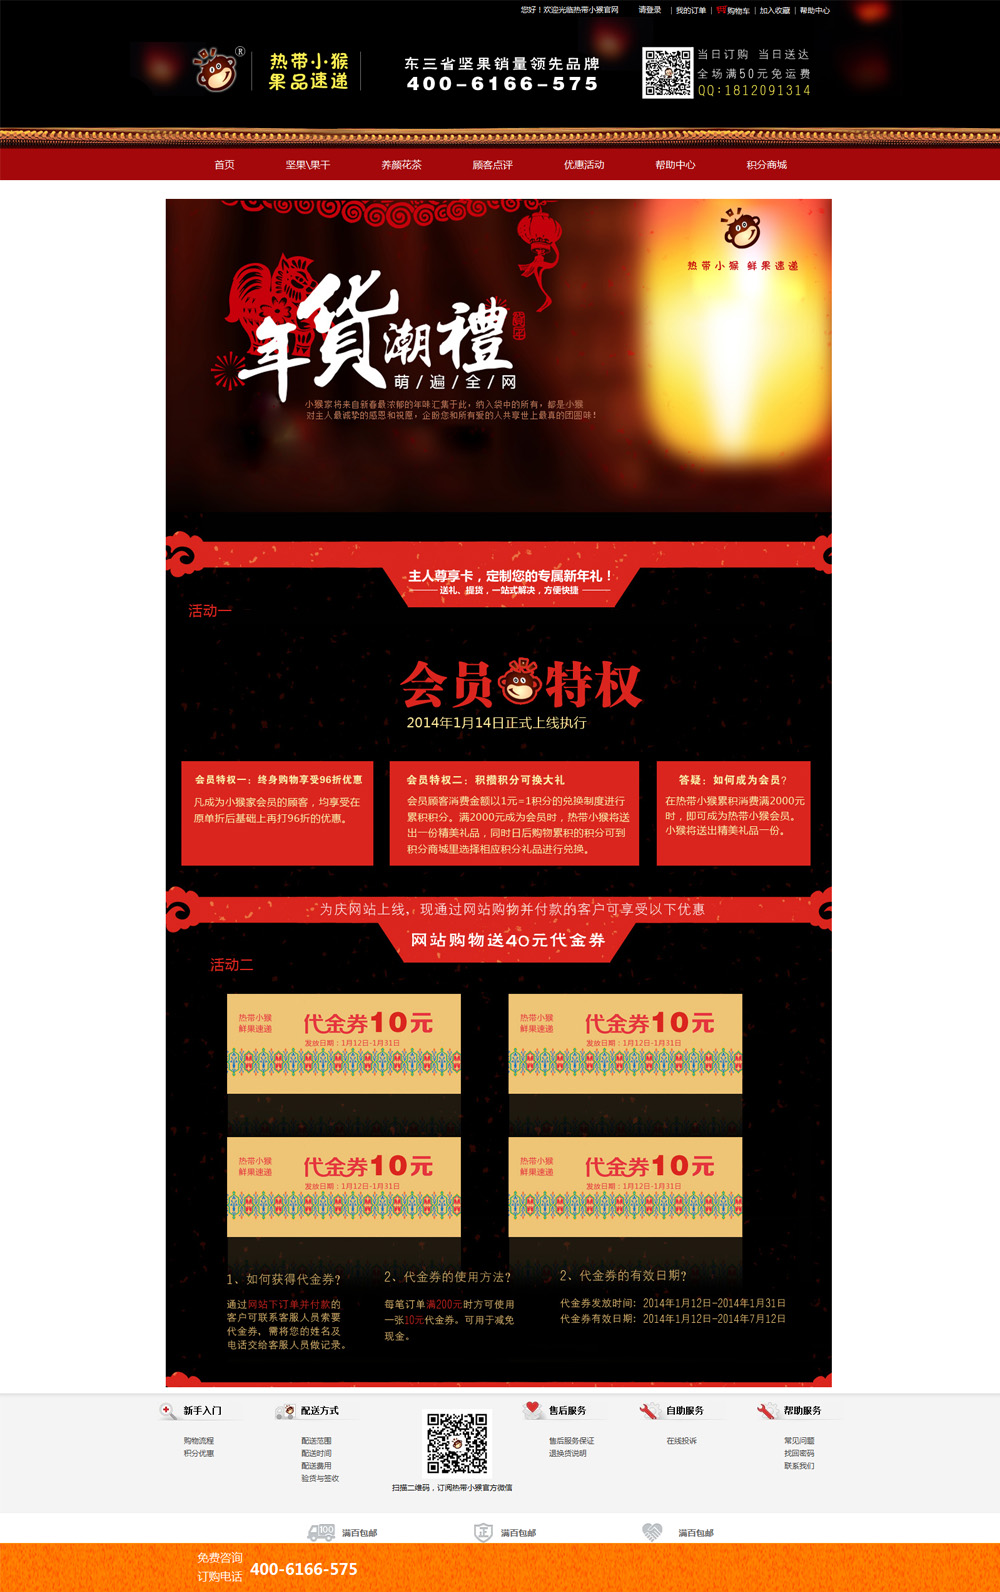 您好！欢迎光临热带小猴官网 请登录 | 我的订单 | 购物车 | 加入收藏 | 帮助中心
热带小猴
果品速递
®
东三省坚果销量领先品牌
400-6166-575
当日订购 当日送达
全场满50元免运费
QQ:1812091314
首页 坚果\果干 养颜花茶 顾客点评 优惠活动 帮助中心 积分商城
热带小猴 鲜果速递
年貨潮禮
萌/遍/全/网
小猴家将来自新春最浓郁的年味汇集于此，纳入袋中的所有，都是小猴
对主人最诚挚的感恩和祝愿，企盼您和所有爱的人共享世上最真的团圆味！
主人尊享卡，定制您的专属新年礼！
送礼、提货，一站式解决，方便快捷
活动一
会员特权
2014年1月14日正式上线执行
会员特权一：终身购物享受96折优惠
凡成为小猴家会员的顾客，均享受在
原单折后基础上再打96折的优惠。
会员特权二：积攒积分可换大礼
会员顾客消费金额以1元=1积分的兑换制度进行
累积积分。满2000元成为会员时，热带小猴将送
出一份精美礼品，同时日后购物累积的积分可到
积分商城里选择相应积分礼品进行兑换。
答疑：如何成为会员？
在热带小猴累积消费满2000元
时，即可成为热带小猴会员。
小猴将送出精美礼品一份。
为庆网站上线，现通过网站购物并付款的客户可享受以下优惠
网站购物送40元代金券
活动二
热带小猴
鲜果速递
代金券10元
发放日期：1月12日-1月31日
热带小猴
鲜果速递
代金券10元
发放日期：1月12日-1月31日
热带小猴
鲜果速递
代金券10元
发放日期：1月12日-1月31日
热带小猴
鲜果速递
代金券10元
发放日期：1月12日-1月31日
1、如何获得代金券？
通过网站下订单并付款的
客户可联系客服人员索要
代金券，需将您的姓名及
电话交给客服人员做记录。
2、代金券的使用方法？
每笔订单满200元时方可使用
一张10元代金券。可用于减免
现金。
2、代金券的有效日期？
代金券发放时间：2014年1月12日-2014年1月31日
代金券有效日期：2014年1月12日-2014年7月12日
新手入门
购物流程
积分优惠
配送方式
配送范围
配送时间
配送费用
验货与签收
扫描二维码，订阅热带小猴官方微信
售后服务
售后服务保证
退换货说明
自助服务
在线投诉
帮助服务
常见问题
找回密码
联系我们
100 满百包邮
正 满百包邮
满百包邮
免费咨询
订购电话 400-6166-575